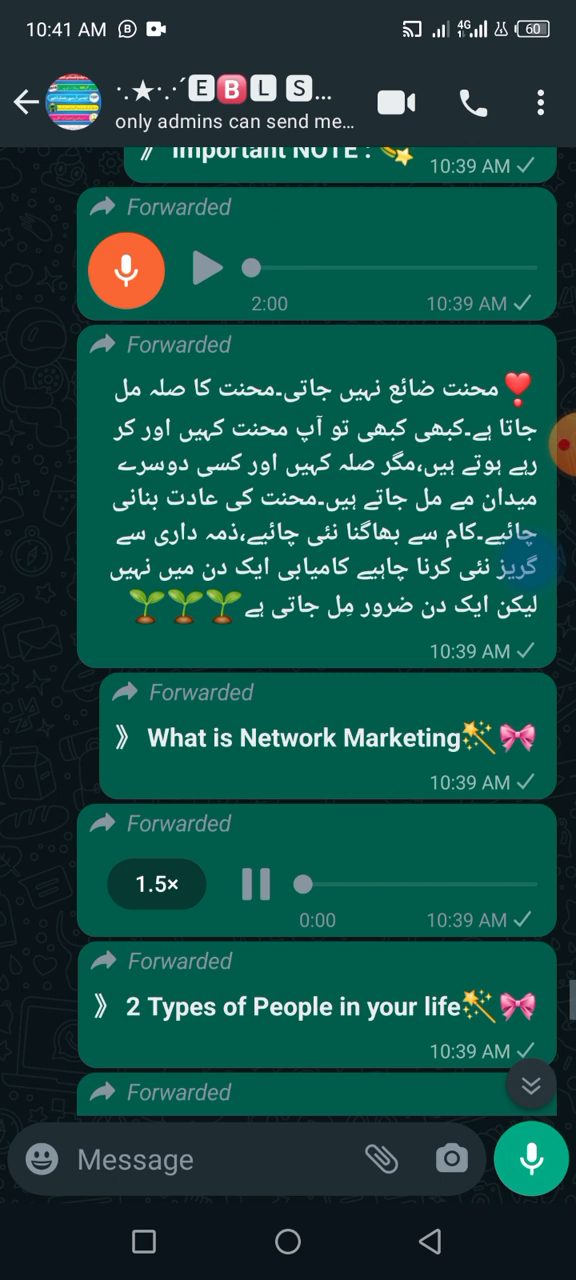 10:41 AM
4G
60
·.★·.·´🅴🅱🅻 🆂...
only admins can send me...
》 Important NOTE : 💫
10:39 AM
Forwarded
2:00
10:39 AM
Forwarded
❣️محنت ضائع نہیں جاتی۔محنت کا صلہ مل
جاتا ہے۔کبھی کبھی تو آپ محنت کہیں اور کر
رہے ہوتے ہیں،مگر صلہ کہیں اور کسی دوسرے
میدان مے مل جاتے ہیں۔محنت کی عادت بنانی
چائیے۔کام سے بھاگنا نئی چائیے،ذمہ داری سے
گریز نئی کرنا چاہیے کامیابی ایک دن میں نہیں
لیکن ایک دن ضرور مِل جاتی ہے🌱🌱🌱
10:39 AM
Forwarded
》 What is Network Marketing🪄🎀
10:39 AM
Forwarded
1.5×
0:00
10:39 AM
Forwarded
》 2 Types of People in your life🪄🎀
10:39 AM
Forwarded
Message